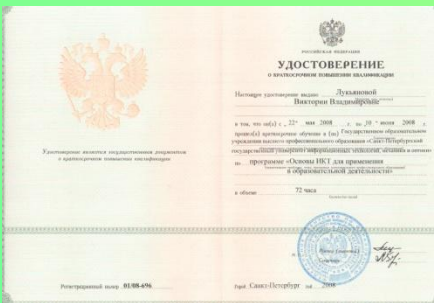 Удостоверение является государственным документом
о краткосрочном повышении квалификации
Регистрационный номер 01/08-696
РОССИЙСКАЯ ФЕДЕРАЦИЯ
УДОСТОВЕРЕНИЕ
О КРАТКОСРОЧНОМ ПОВЫШЕНИИ КВАЛИФИКАЦИИ
Настоящее удостоверение выдано Лукьяновой
Виктории Владимировне
в том, что он(а) с „ 22" мая 2008 г. по „ 10 " июня 2008 г.
прошел(а) краткосрочное обучение в (на) Государственном образовательном
учреждении высшего профессионального образования «Санкт-Петербургский
государственный университет информационных технологий, механики и оптики»
по программе «Основы ИКТ для применения
в образовательной деятельности»
в объеме 72 часа
Город Санкт-Петербург год 2008